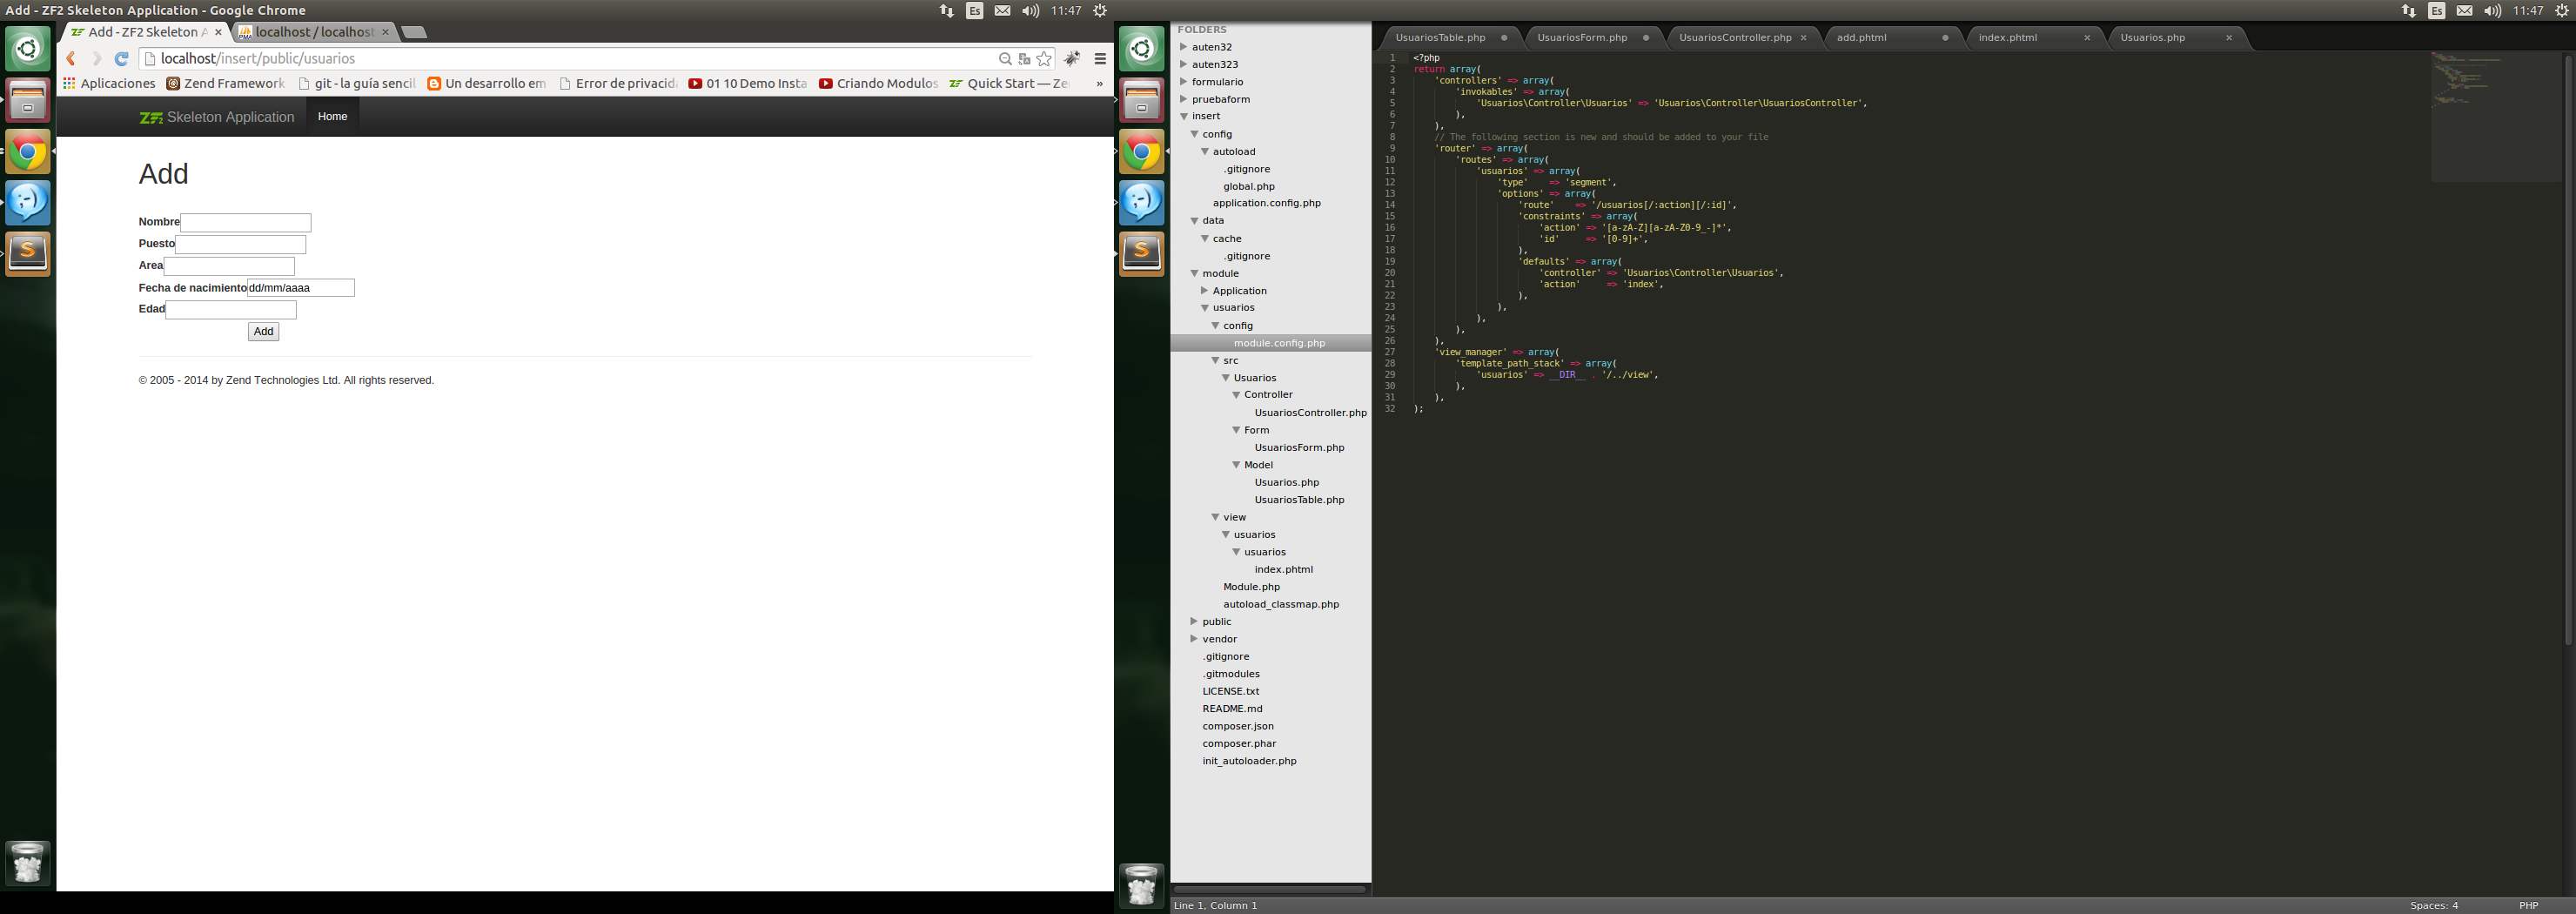 Add - ZF2 Skeleton Application - Google Chrome
Es
11:47
Add - ZF2 Skeleton A
localhost / localhost
localhost/insert/public/usuarios
Aplicaciones
Zend Framework
git - la guía sencil
Un desarrollo em
Error de privacida
01 10 Demo Insta
Criando Modulos
Quick Start — Ze
»
ZF2 Skeleton Application
Home
Add
Nombre
Puesto
Area
Fecha de nacimiento dd/mm/aaaa
Edad
Add
© 2005 - 2014 by Zend Technologies Ltd. All rights reserved.
Es
11:47
FOLDERS
auten32
auten323
formulario
pruebaform
insert
config
autoload
.gitignore
global.php
application.config.php
data
cache
.gitignore
module
Application
usuarios
config
module.config.php
src
Usuarios
Controller
UsuariosController.php
Form
UsuariosForm.php
Model
Usuarios.php
UsuariosTable.php
view
usuarios
usuarios
index.phtml
Module.php
autoload_classmap.php
public
vendor
.gitignore
.gitmodules
LICENSE.txt
README.md
composer.json
composer.phar
init_autoloader.php
UsuariosTable.php
UsuariosForm.php
UsuariosController.php
add.phtml
index.phtml
Usuarios.php
1 <?php
2 return array(
3 'controllers' => array(
4 'invokables' => array(
5 'Usuarios\Controller\Usuarios' => 'Usuarios\Controller\UsuariosController',
6 ),
7 ),
8 // The following section is new and should be added to your file
9 'router' => array(
10 'routes' => array(
11 'usuarios' => array(
12 'type' => 'segment',
13 'options' => array(
14 'route' => '/usuarios[/:action][/:id]',
15 'constraints' => array(
16 'action' => '[a-zA-Z][a-zA-Z0-9_-]*',
17 'id' => '[0-9]+',
18 ),
19 'defaults' => array(
20 'controller' => 'Usuarios\Controller\Usuarios',
21 'action' => 'index',
22 ),
23 ),
24 ),
25 ),
26 ),
27 'view_manager' => array(
28 'template_path_stack' => array(
29 'usuarios' => __DIR__ . '/../view',
30 ),
31 ),
32 );
Line 1, Column 1
Spaces: 4
PHP